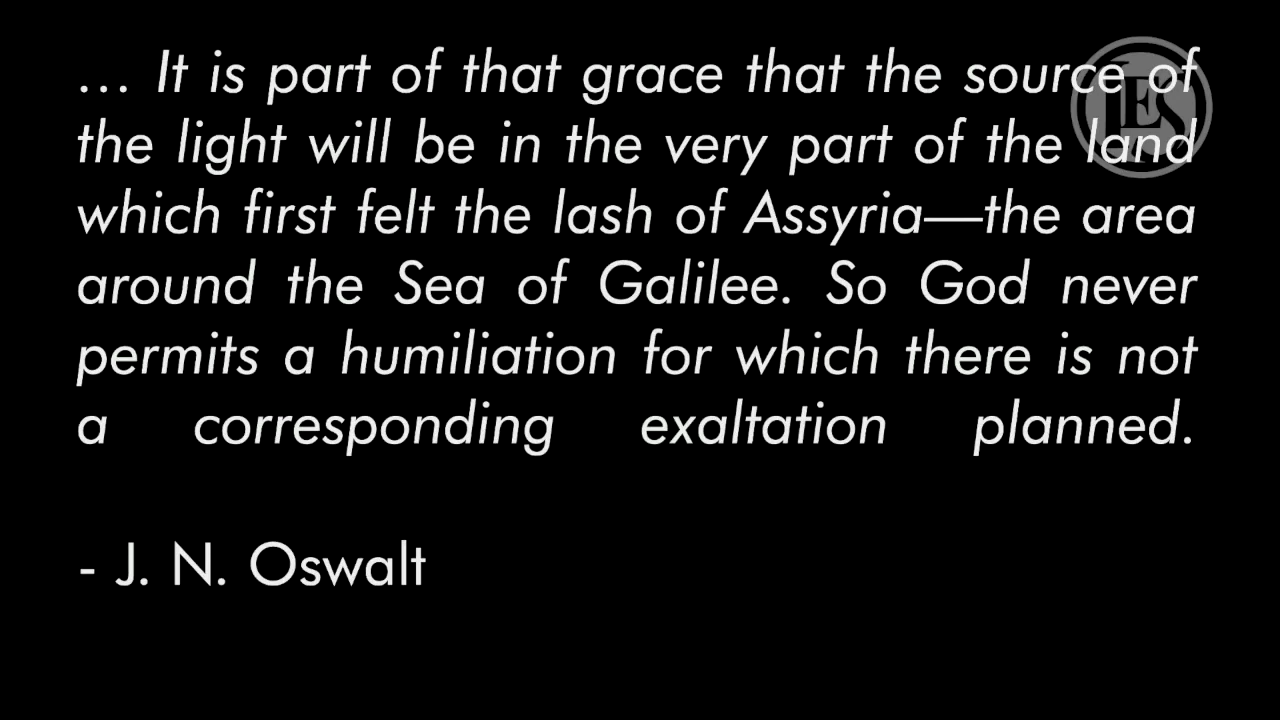 … It is part of that grace that the source of
the light will be in the very part of the land
which first felt the lash of Assyria—the area
around the Sea of Galilee. So God never
permits a humiliation for which there is not
a corresponding exaltation planned.
- J. N. Oswalt